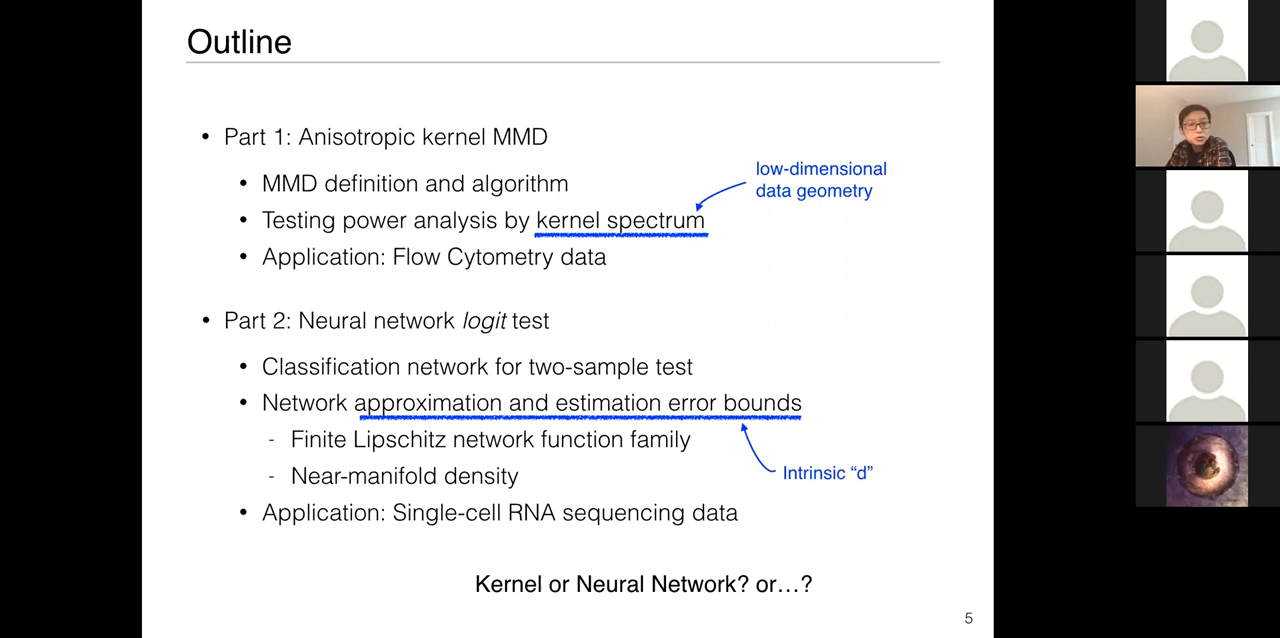 Outline
• Part 1: Anisotropic kernel MMD
• MMD definition and algorithm
low-dimensional
data geometry
• Testing power analysis by kernel spectrum
• Application: Flow Cytometry data
• Part 2: Neural network logit test
• Classification network for two-sample test
• Network approximation and estimation error bounds
- Finite Lipschitz network function family
- Near-manifold density
Intrinsic “d”
• Application: Single-cell RNA sequencing data
Kernel or Neural Network? or…?
5